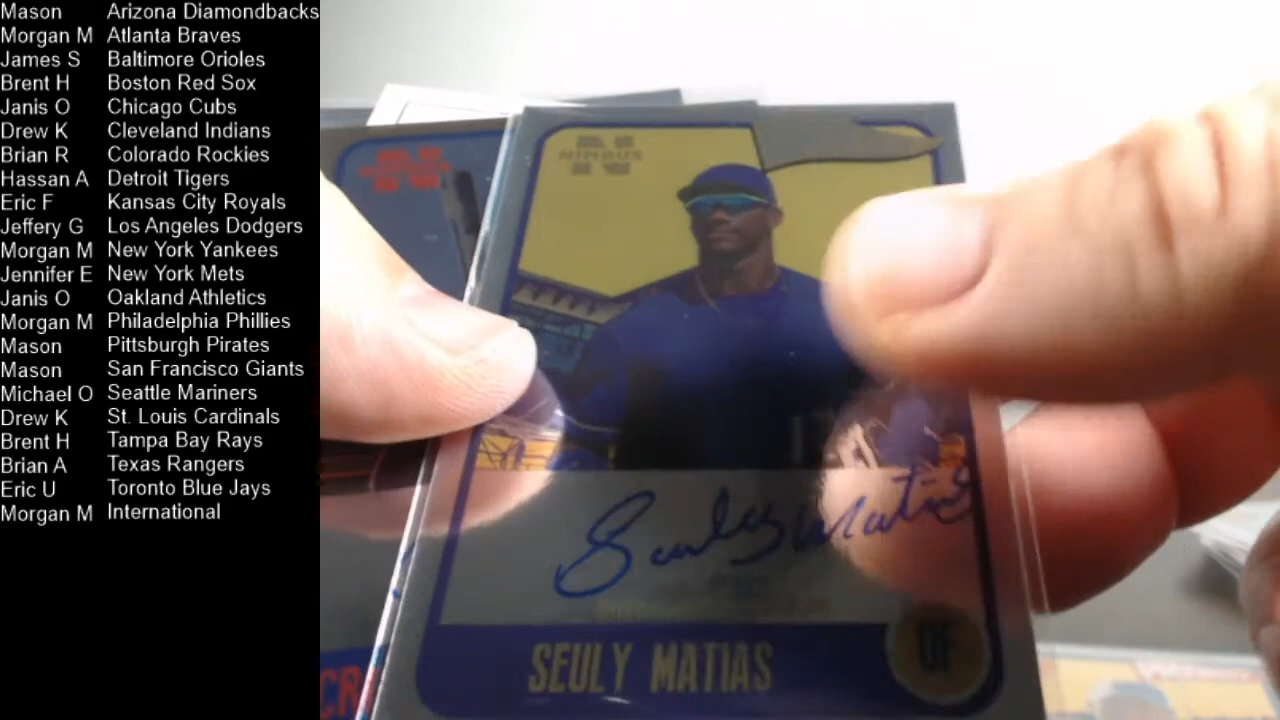 Mason Arizona Diamondbacks
Morgan M Atlanta Braves
James S Baltimore Orioles
Brent H Boston Red Sox
Janis O Chicago Cubs
Drew K Cleveland Indians
Brian R Colorado Rockies
Hassan A Detroit Tigers
Eric F Kansas City Royals
Jeffery G Los Angeles Dodgers
Morgan M New York Yankees
Jennifer E New York Mets
Janis O Oakland Athletics
Morgan M Philadelphia Phillies
Mason Pittsburgh Pirates
Mason San Francisco Giants
Michael O Seattle Mariners
Drew K St. Louis Cardinals
Brent H Tampa Bay Rays
Brian A Texas Rangers
Eric U Toronto Blue Jays
Morgan M International
N
NIMBUS
Seuly Matias
SEULY MATIAS
OF
CR